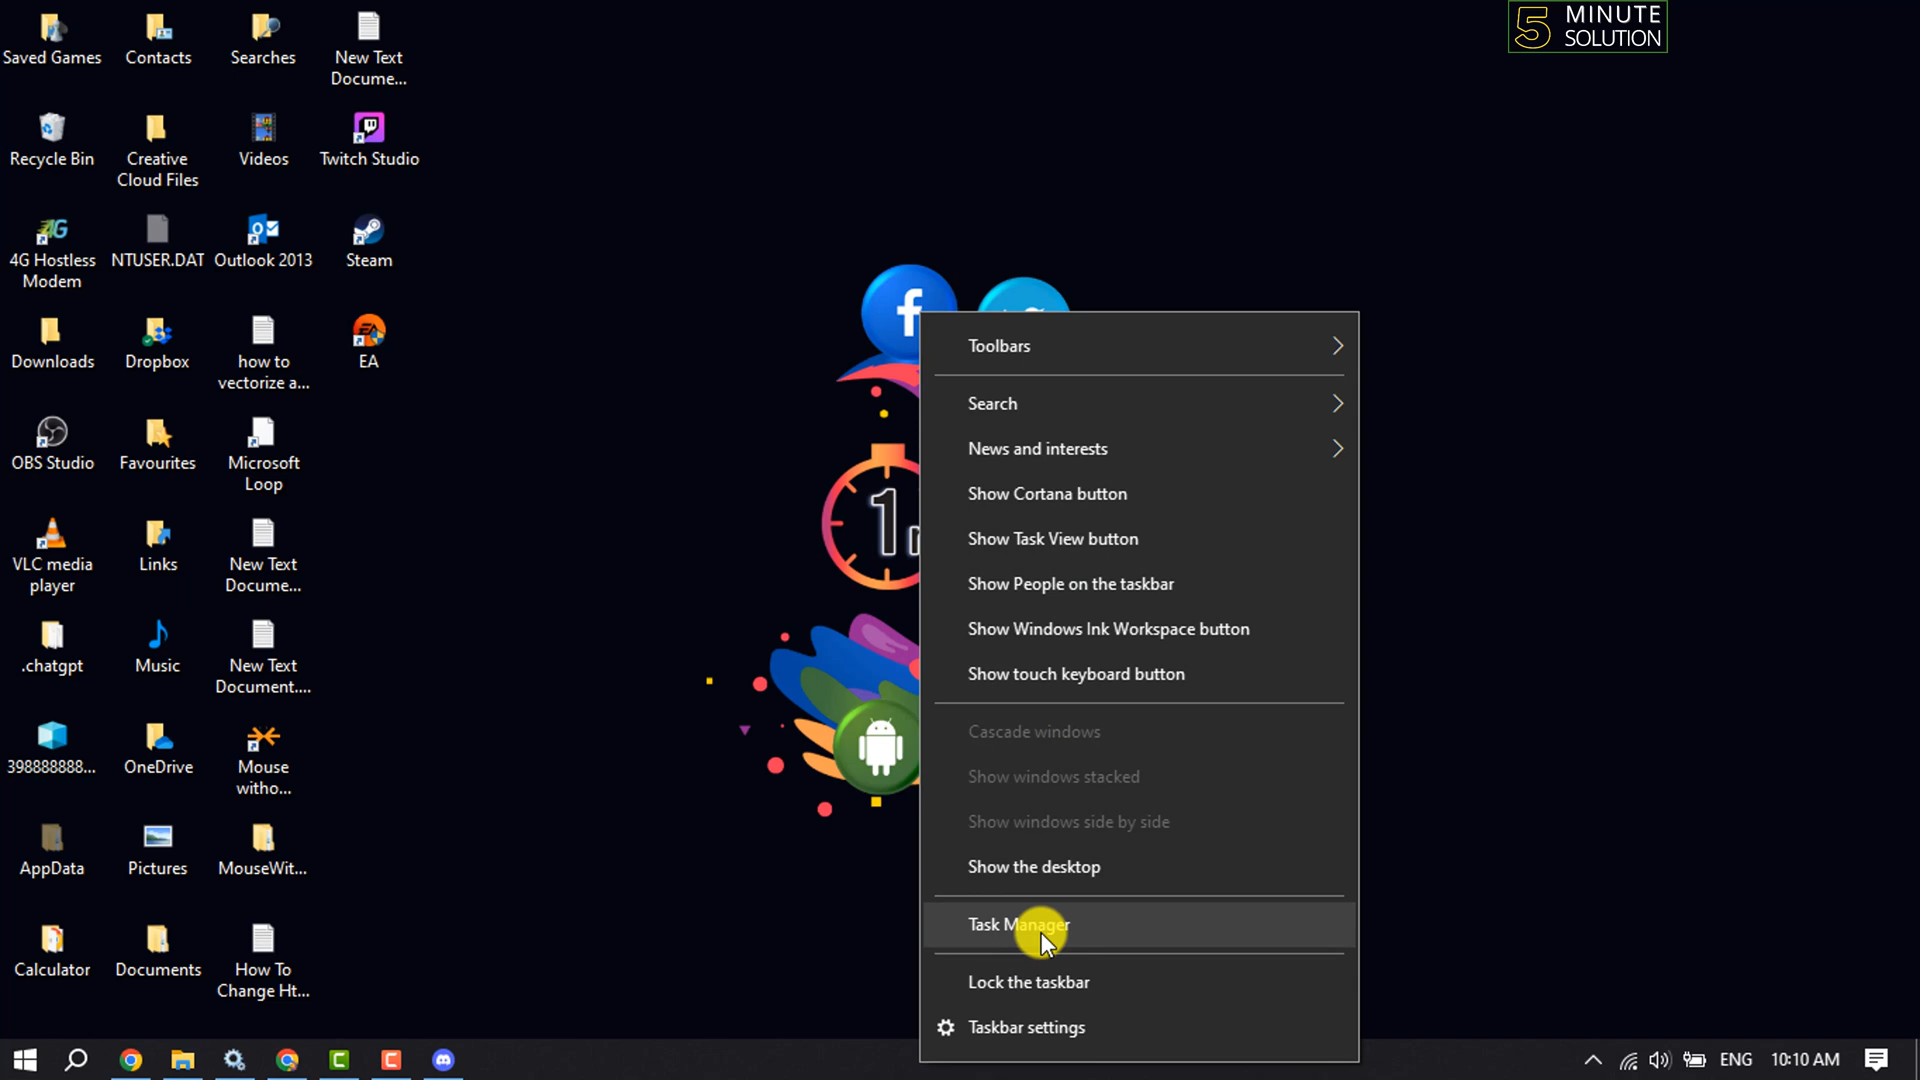 5 MINUTE
SOLUTION
Saved Games
Contacts
Searches
New Text
Docume...
Recycle Bin
Creative
Cloud Files
Videos
Twitch Studio
4G
4G Hostless
Modem
NTUSER.DAT
Outlook 2013
Steam
Downloads
Dropbox
how to
vectorize a...
EA
EA
OBS Studio
Favourites
Microsoft
Loop
VLC media
player
Links
New Text
Docume...
.chatgpt
Music
New Text
Document....
398888888...
OneDrive
Mouse
witho...
AppData
Pictures
MouseWit...
Calculator
Documents
How To
Change Ht...
f
1
Toolbars
Search
News and interests
Show Cortana button
Show Task View button
Show People on the taskbar
Show Windows Ink Workspace button
Show touch keyboard button
Cascade windows
Show windows stacked
Show windows side by side
Show the desktop
Task Manager
Lock the taskbar
Taskbar settings
C
C
ENG
10:10 AM